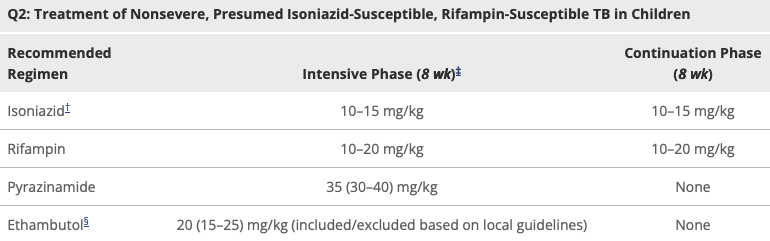 Q2: Treatment of Nonsevere, Presumed Isoniazid-Susceptible, Rifampin-Susceptible TB in Children
Recommended Regimen	Intensive Phase (8 wk)‡	Continuation Phase (8 wk)
Isoniazid†	10–15 mg/kg	10–15 mg/kg
Rifampin	10–20 mg/kg	10–20 mg/kg
Pyrazinamide	35 (30–40) mg/kg	None
Ethambutol§	20 (15–25) mg/kg (included/excluded based on local guidelines)	None